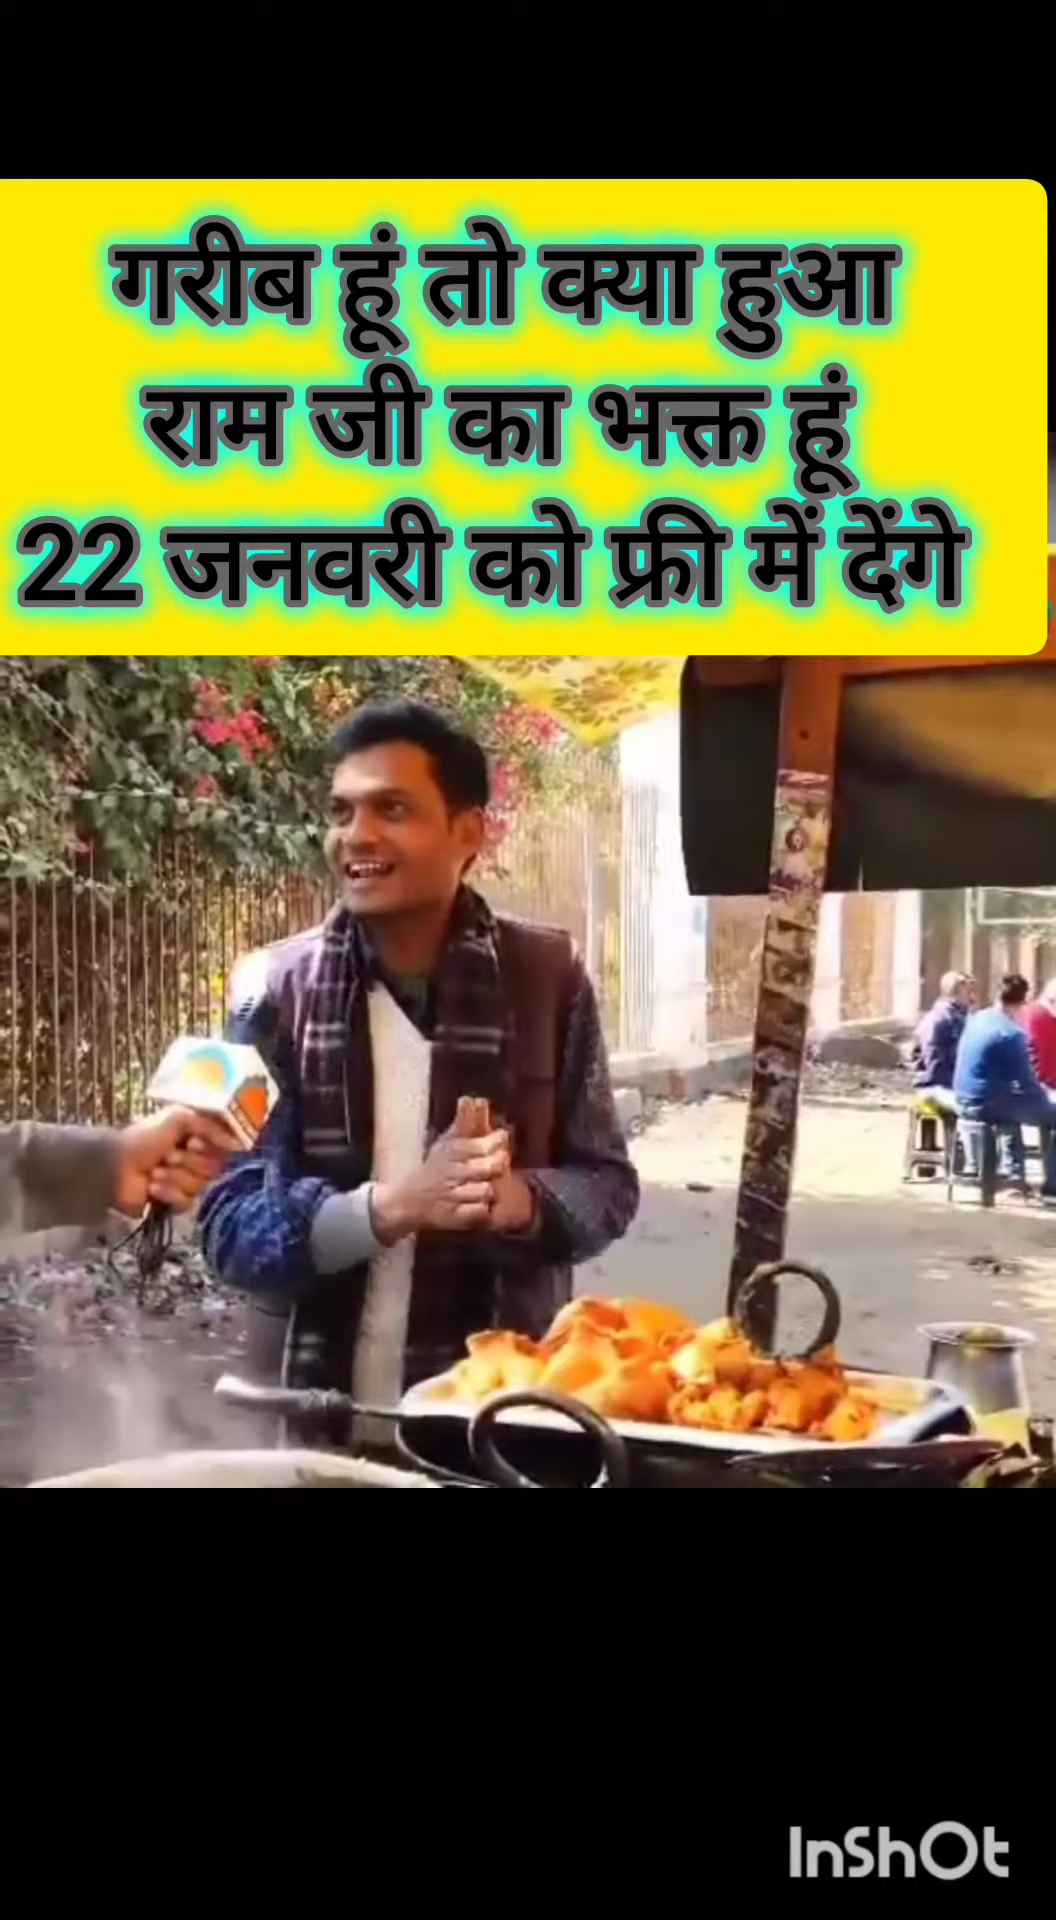 गरीब हूं तो क्या हुआ
राम जी का भक्त हूं
22 जनवरी को फ्री में देंगे
InShOt